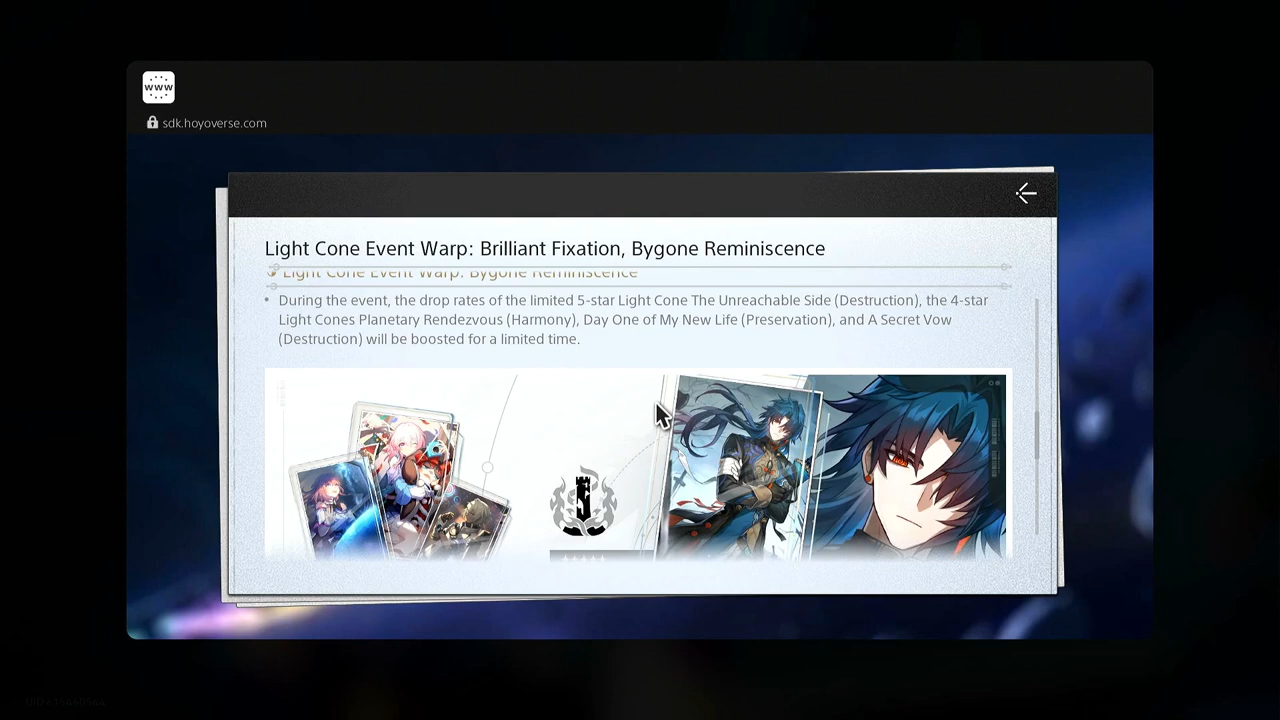 www
sdk.hoyoverse.com
Light Cone Event Warp: Brilliant Fixation, Bygone Reminiscence
Light Cone Event Warp: Bygone Reminiscence
• During the event, the drop rates of the limited 5-star Light Cone The Unreachable Side (Destruction), the 4-star
Light Cones Planetary Rendezvous (Harmony), Day One of My New Life (Preservation), and A Secret Vow
(Destruction) will be boosted for a limited time.